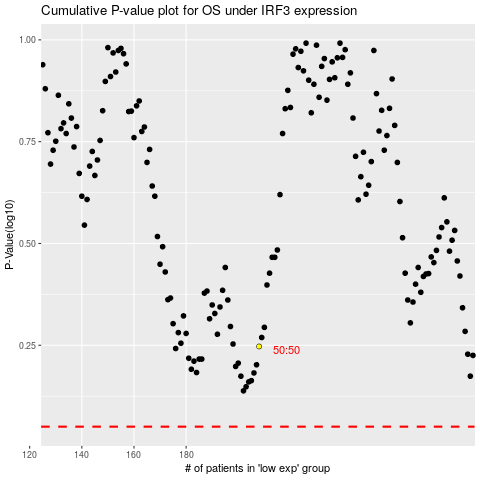 Cumulative P-value plot for OS under IRF3 expression
1.00
0.75
0.50
0.25
P-Value(log10)
50:50
120 140 160 180
# of patients in 'low exp' group